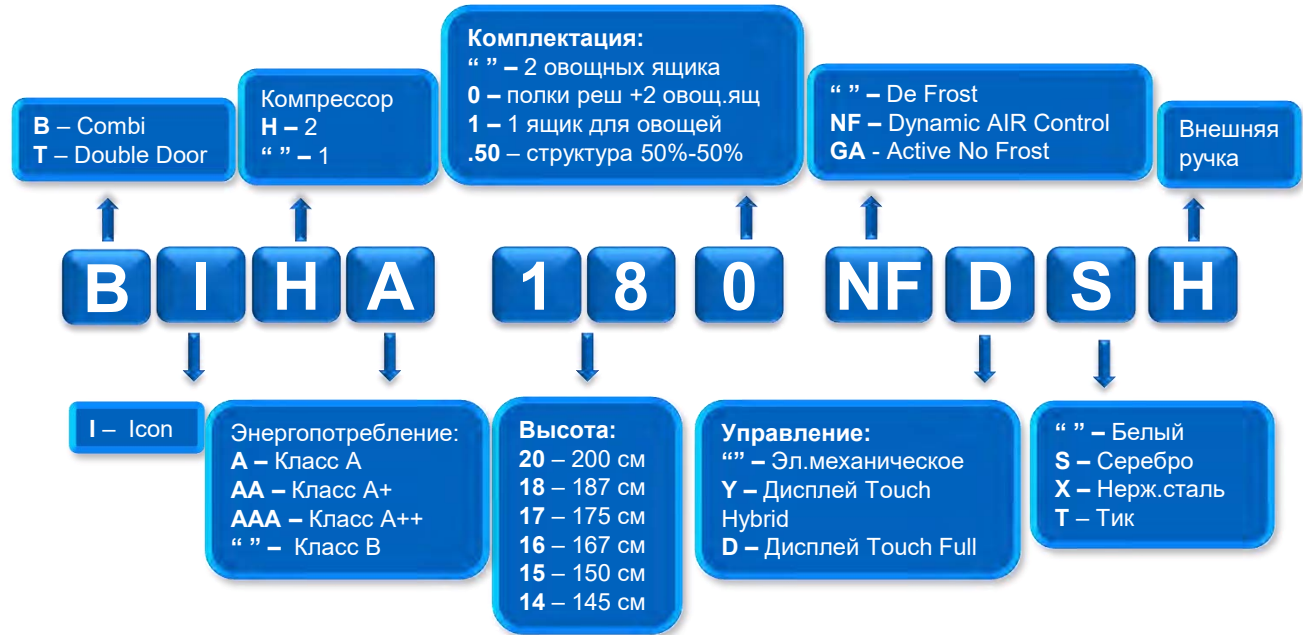 B – Combi
T – Double Door
Компрессор
H – 2
“ ” – 1
Комплектация:
“ ” – 2 овощных ящика
0 – полки реш +2 овощ.ящ
1 – 1 ящик для овощей
.50 – структура 50%-50%
“ ” – De Frost
NF – Dynamic AIR Control
GA - Active No Frost
Внешняя
ручка
B I H A 1 8 0 NF D S H
I – Icon
Энергопотребление:
A – Класс A
AA – Класс A+
AAA – Класс A++
“ ” – Класс B
Высота:
20 – 200 см
18 – 187 см
17 – 175 см
16 – 167 см
15 – 150 см
14 – 145 см
Управление:
“” – Эл.механическое
Y – Дисплей Touch
Hybrid
D – Дисплей Touch Full
“ ” – Белый
S – Серебро
X – Нерж.сталь
T – Тик